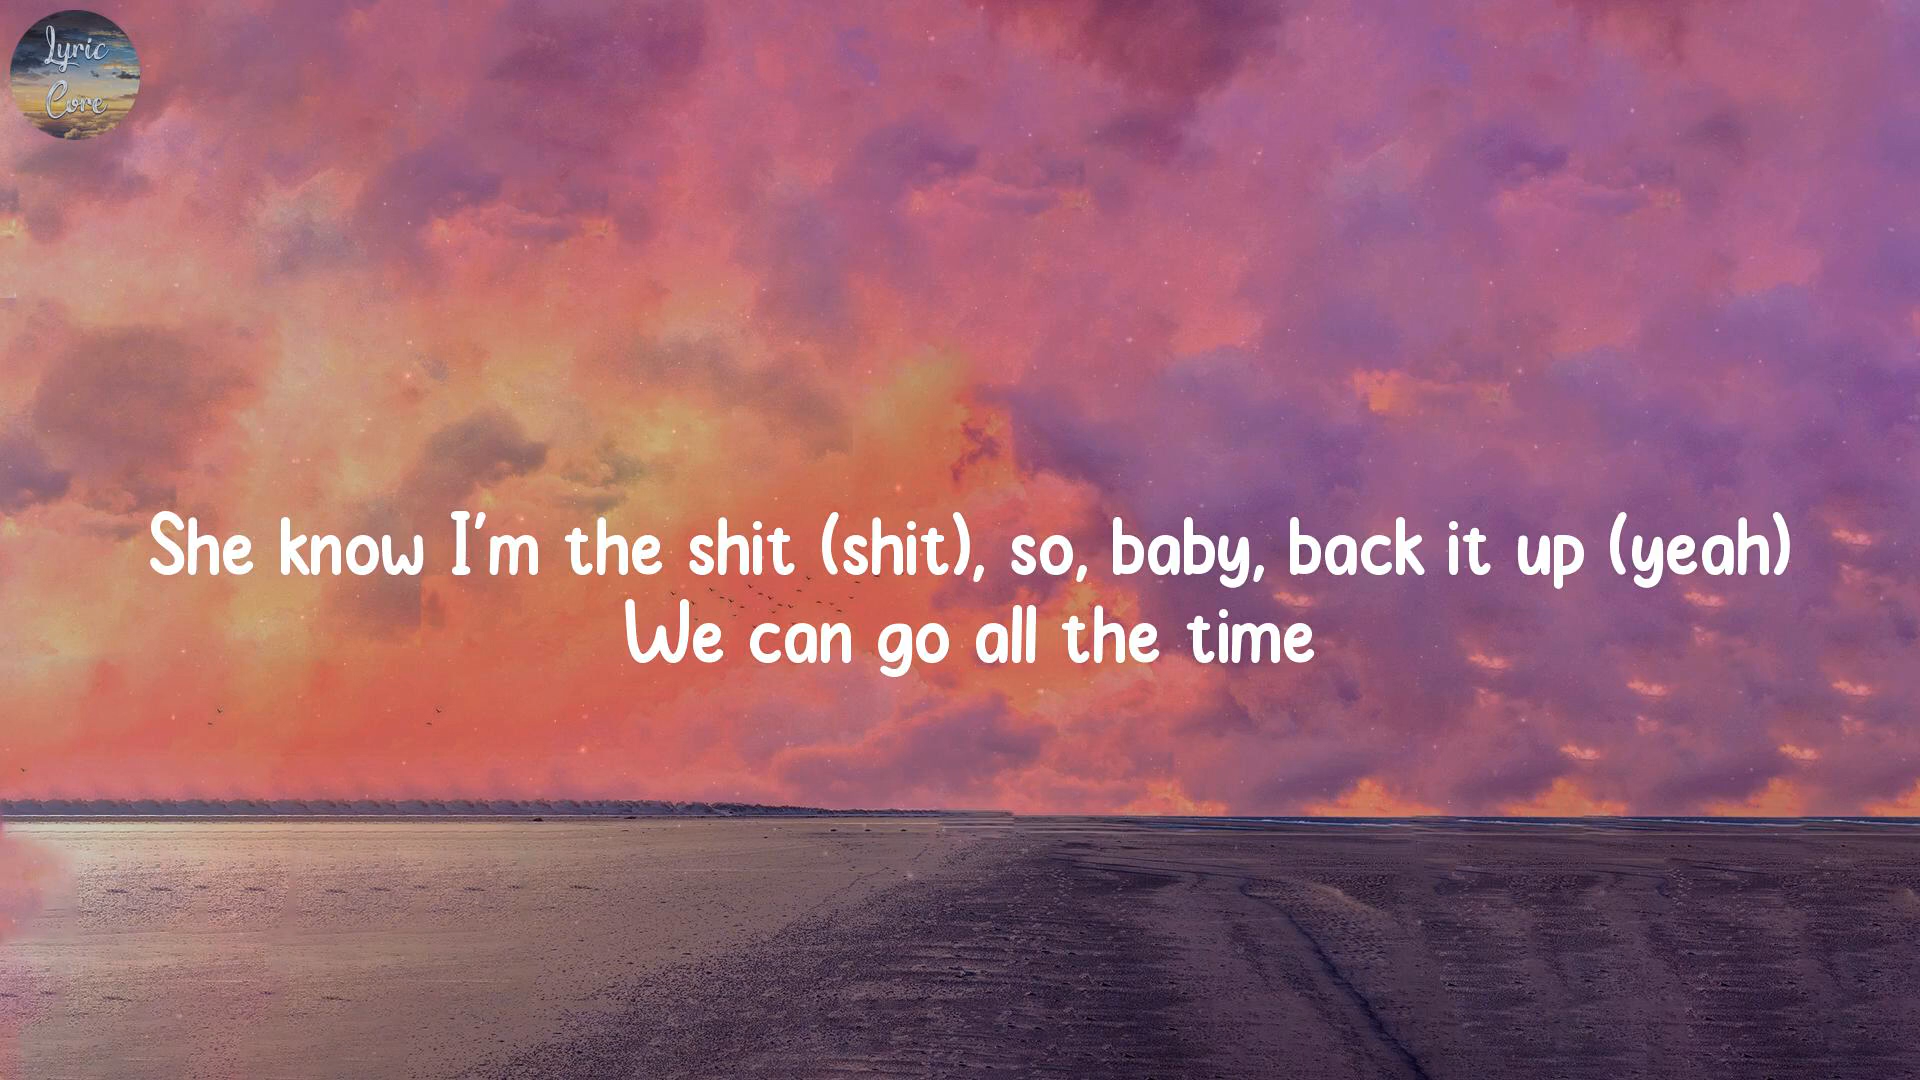 Lyric
Core
She know I'm the shit (shit), so, baby, back it up (yeah)
We can go all the time